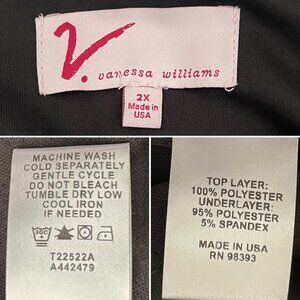 V.
vanessa williams
2X
Made in
USA
MACHINE WASH
COLD SEPARATELY
GENTLE CYCLE
DO NOT BLEACH
TUMBLE DRY LOW
COOL IRON
IF NEEDED
T22522A
A442479
TOP LAYER:
100% POLYESTER
UNDERLAYER:
95% POLYESTER
5% SPANDEX
MADE IN USA
RN 98393